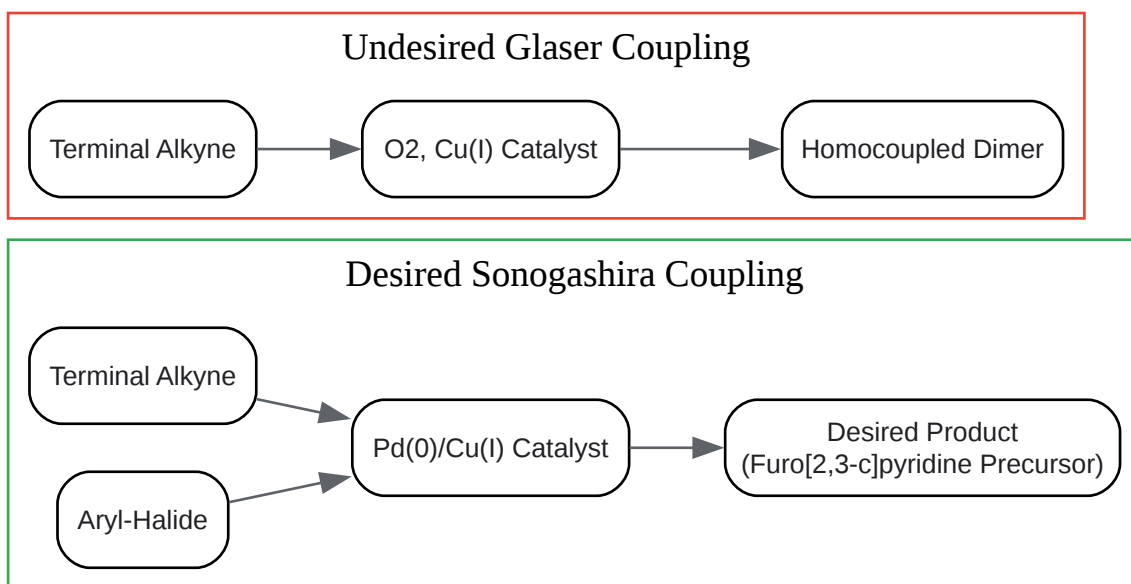 Undesired Glaser Coupling
Terminal Alkyne
O2, Cu(I) Catalyst
Homocoupled Dimer
Desired Sonogashira Coupling
Terminal Alkyne
Aryl-Halide
Pd(0)/Cu(I) Catalyst
Desired Product
(Furo[2,3-c]pyridine Precursor)